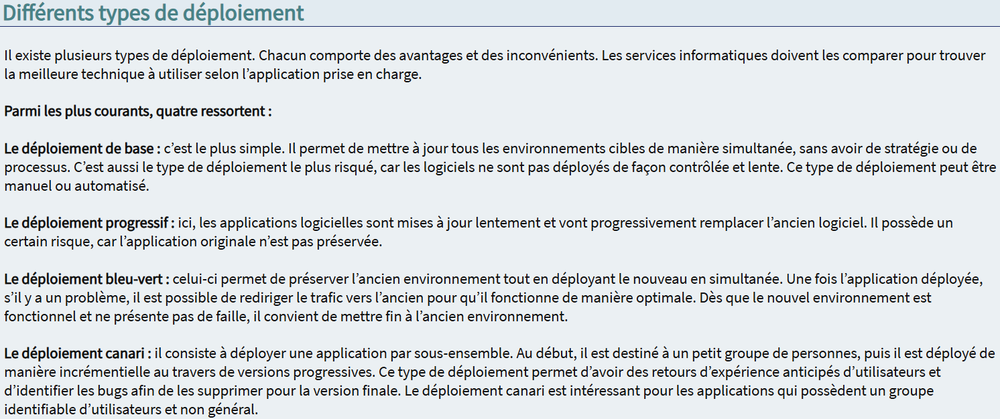 Différents types de déploiement
Il existe plusieurs types de déploiement. Chacun comporte des avantages et des inconvénients. Les services informatiques doivent les comparer pour trouver
la meilleure technique à utiliser selon l’application prise en charge.
Parmi les plus courants, quatre ressortent :
Le déploiement de base : c’est le plus simple. Il permet de mettre à jour tous les environnements cibles de manière simultanée, sans avoir de stratégie ou de
processus. C’est aussi le type de déploiement le plus risqué, car les logiciels ne sont pas déployés de façon contrôlée et lente. Ce type de déploiement peut être
manuel ou automatisé.
Le déploiement progressif : ici, les applications logicielles sont mises à jour lentement et vont progressivement remplacer l’ancien logiciel. Il possède un
certain risque, car l’application originale n’est pas préservée.
Le déploiement bleu-vert : celui-ci permet de préserver l’ancien environnement tout en déployant le nouveau en simultanée. Une fois l’application déployée,
s’il y a un problème, il est possible de rediriger le trafic vers l’ancien pour qu’il fonctionne de manière optimale. Dès que le nouvel environnement est
fonctionnel et ne présente pas de faille, il convient de mettre fin à l’ancien environnement.
Le déploiement canari : il consiste à déployer une application par sous-ensemble. Au début, il est destiné à un petit groupe de personnes, puis il est déployé de
manière incrémentielle au travers de versions progressives. Ce type de déploiement permet d’avoir des retours d’expérience anticipés d’utilisateurs et
d’identifier les bugs afin de les supprimer pour la version finale. Le déploiement canari est intéressant pour les applications qui possèdent un groupe
identifiable d’utilisateurs et non général.